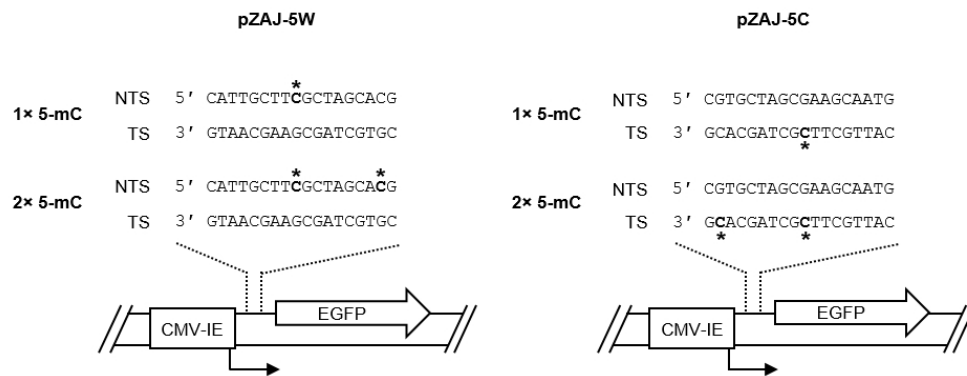 pZAJ-5W
*
NTS 5′ CATTGCTTCGCTAGCACG
1× 5-mC
TS 3′ GTAACGAAGCGATCGTGC
* *
NTS 5′ CATTGCTTCGCTAGCACG
2× 5-mC
TS 3′ GTAACGAAGCGATCGTGC
CMV-IE
EGFP
pZAJ-5C
NTS 5′ CGTGCTAGCGAAGCAATG
1× 5-mC
TS 3′ GCACGATCGCTTCGTTAC
*
NTS 5′ CGTGCTAGCGAAGCAATG
2× 5-mC
TS 3′ GCACGATCGCTTCGTTAC
* *
CMV-IE
EGFP